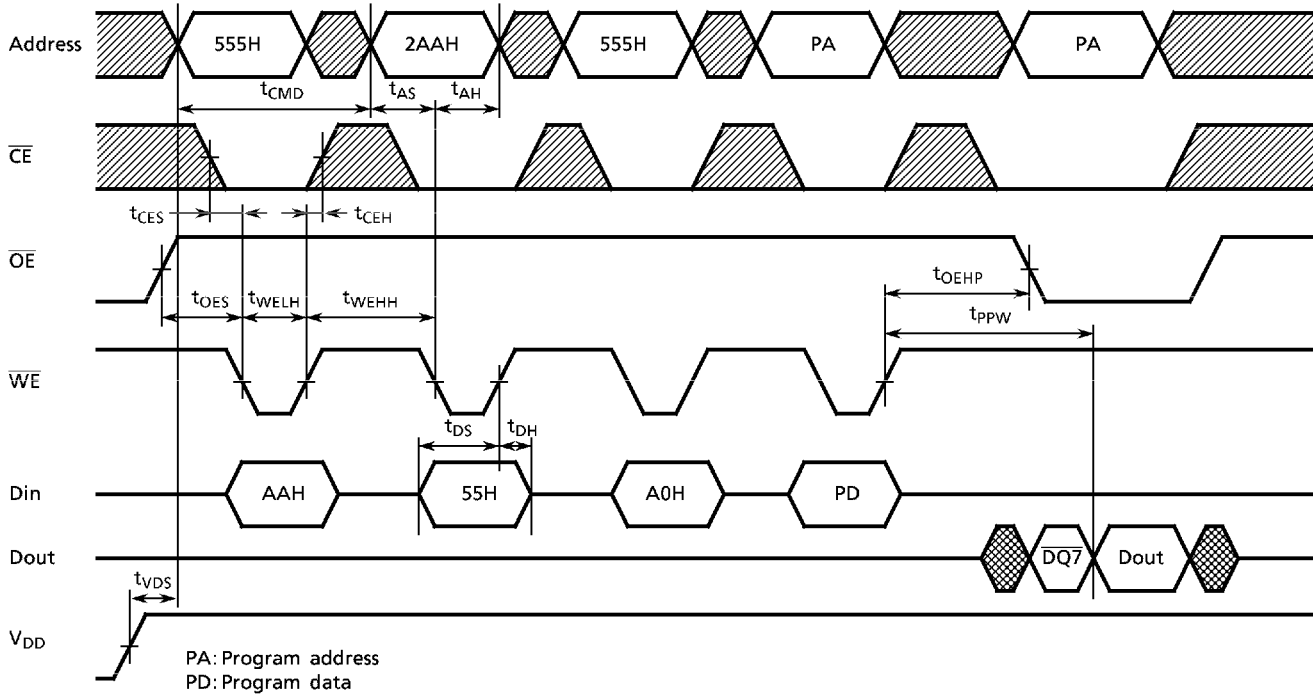 Address 555H 2AAH 555H PA PA
tCMD tAS tAH
CE
tCES tCEH
OE
tOEHP
tOES tWELH tWEHH
tPPW
WE
tDS tDH
Din AAH 55H A0H PD
Dout DQ7 Dout
tVDS
VDD
PA: Program address
PD: Program data